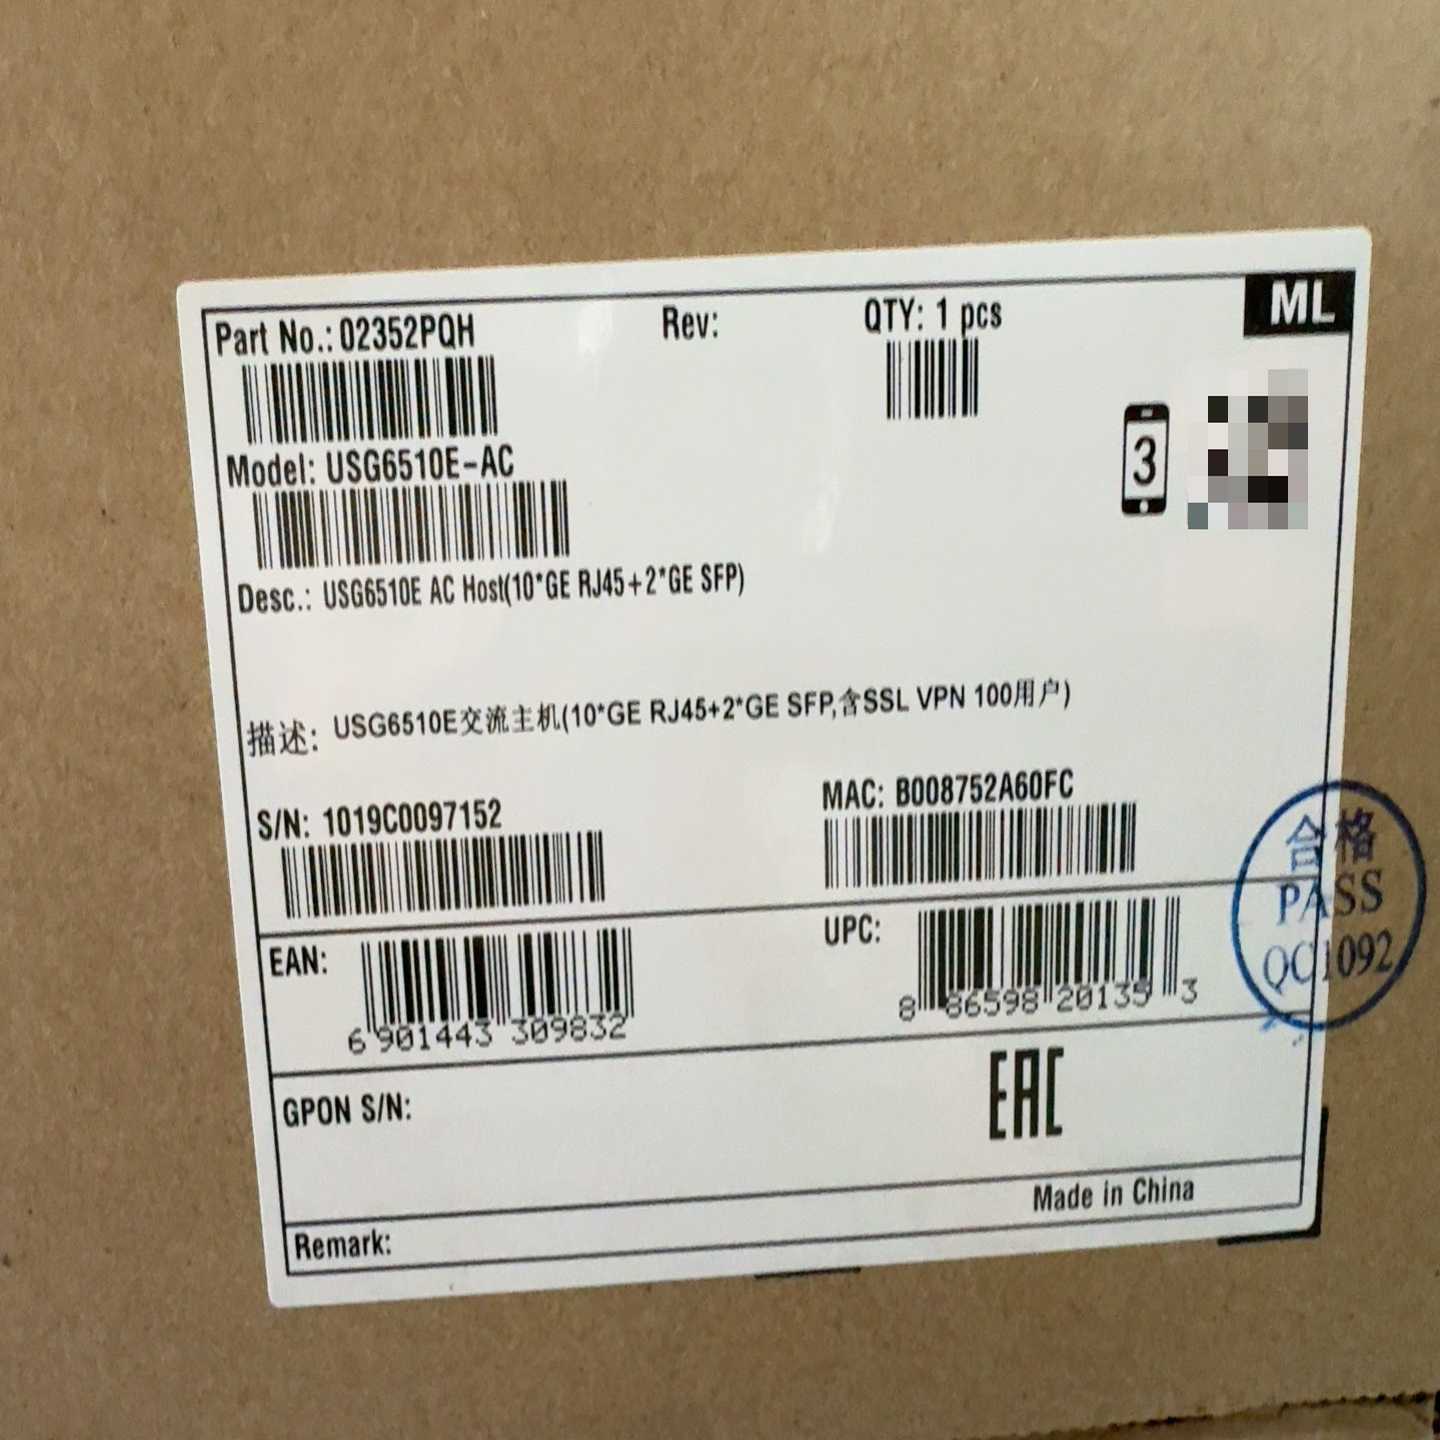 Part No.: 02352PQH
Rev:
QTY: 1 pcs
ML
Model: USG6510E-AC
3
Desc.: USG6510E AC Host(10*GE RJ45+2*GE SFP)
描述: USG6510E交流主机(10*GE RJ45+2*GE SFP,含SSL VPN 100用户)
S/N: 1019C0097152
MAC: B008752A60FC
合格
PASS
QC1092
EAN:
6 901443 309832
UPC:
8 86598 20135 3
GPON S/N:
EAC
Made in China
Remark: